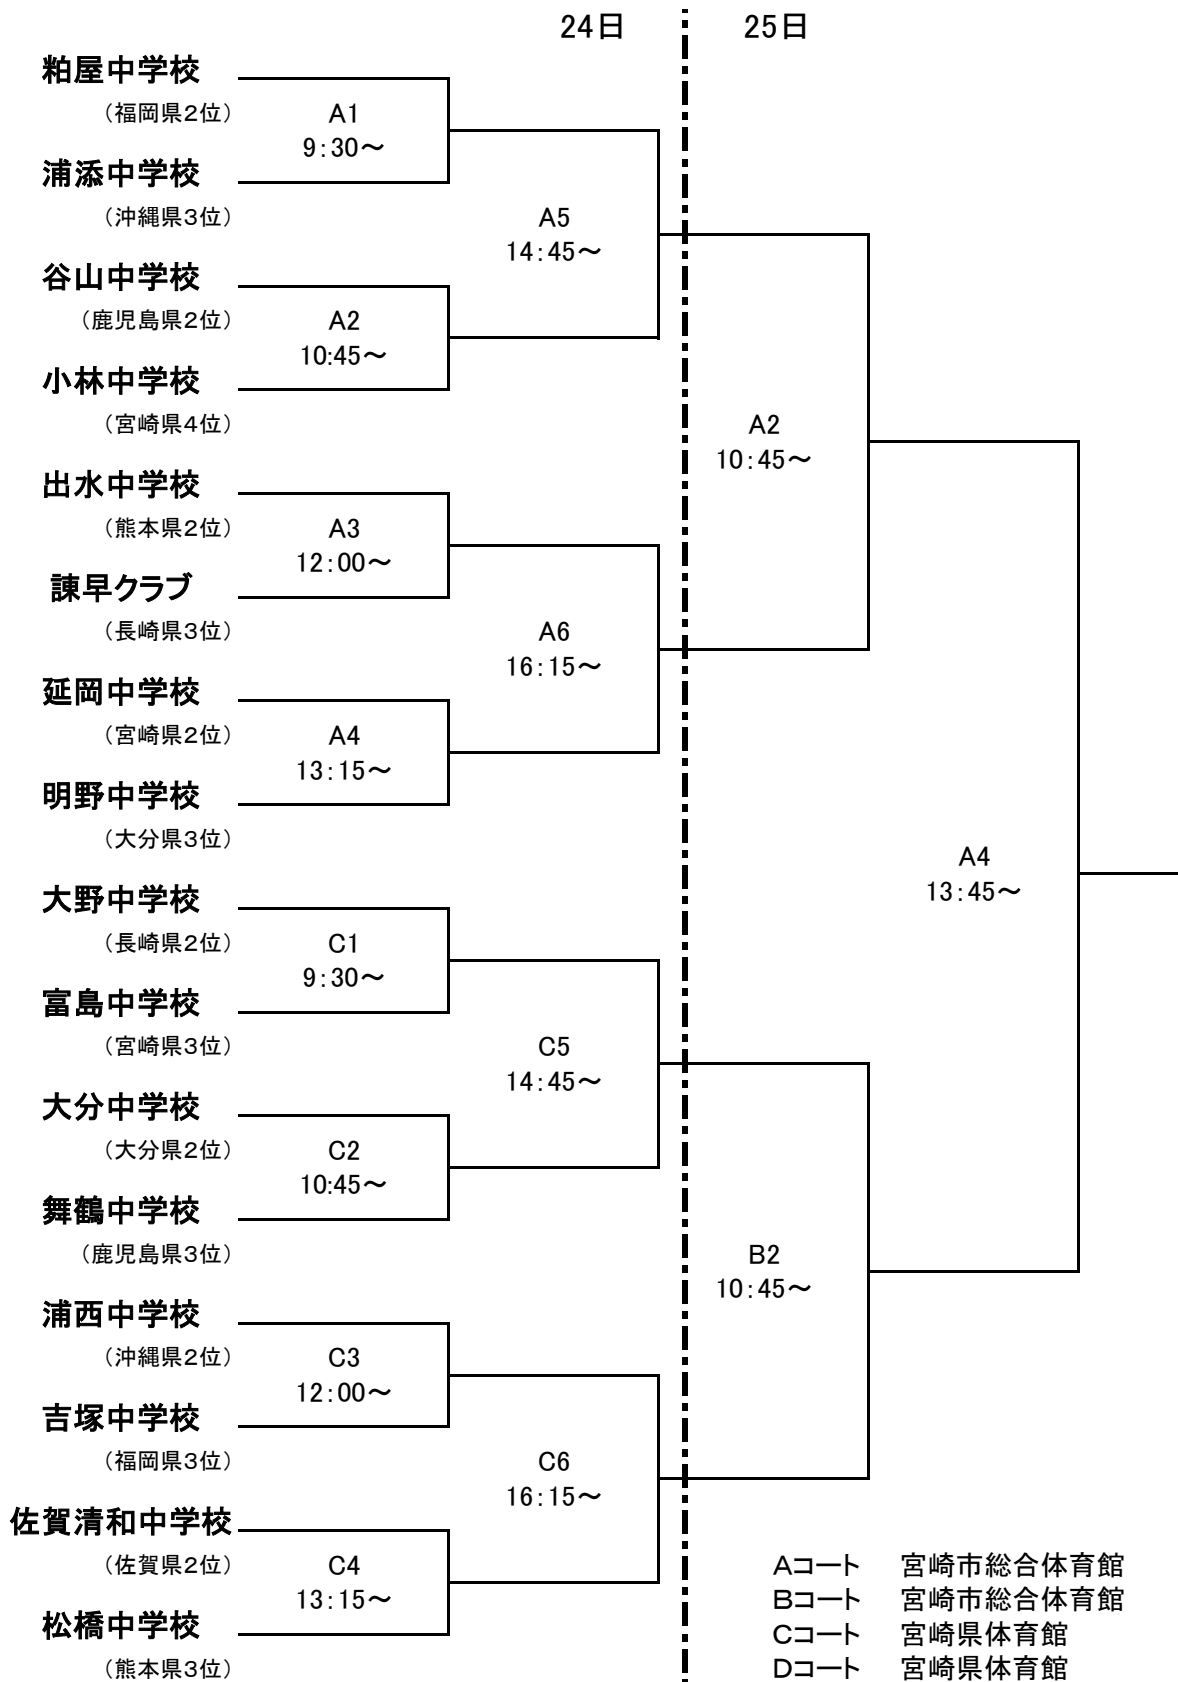 24日 25日
粕屋中学校
（福岡県2位）
A1
9：30～
浦添中学校
（沖縄県3位）
A5
14：45～
谷山中学校
（鹿児島県2位）
A2
10:45～
小林中学校
（宮崎県4位）
A2
10：45～
出水中学校
（熊本県2位）
A3
12：00～
諫早クラブ
（長崎県3位）
A6
16：15～
延岡中学校
（宮崎県2位）
A4
13：15～
明野中学校
（大分県3位）
A4
13：45～
大野中学校
（長崎県2位）
C1
9：30～
富島中学校
（宮崎県3位）
C5
14：45～
大分中学校
（大分県2位）
C2
10:45～
舞鶴中学校
（鹿児島県3位）
B2
10：45～
浦西中学校
（沖縄県2位）
C3
12：00～
吉塚中学校
（福岡県3位）
C6
16：15～
佐賀清和中学校
（佐賀県2位）
C4
13：15～
松橋中学校
（熊本県3位）
Aコート 宮崎市総合体育館
Bコート 宮崎市総合体育館
Cコート 宮崎県体育館
Dコート 宮崎県体育館